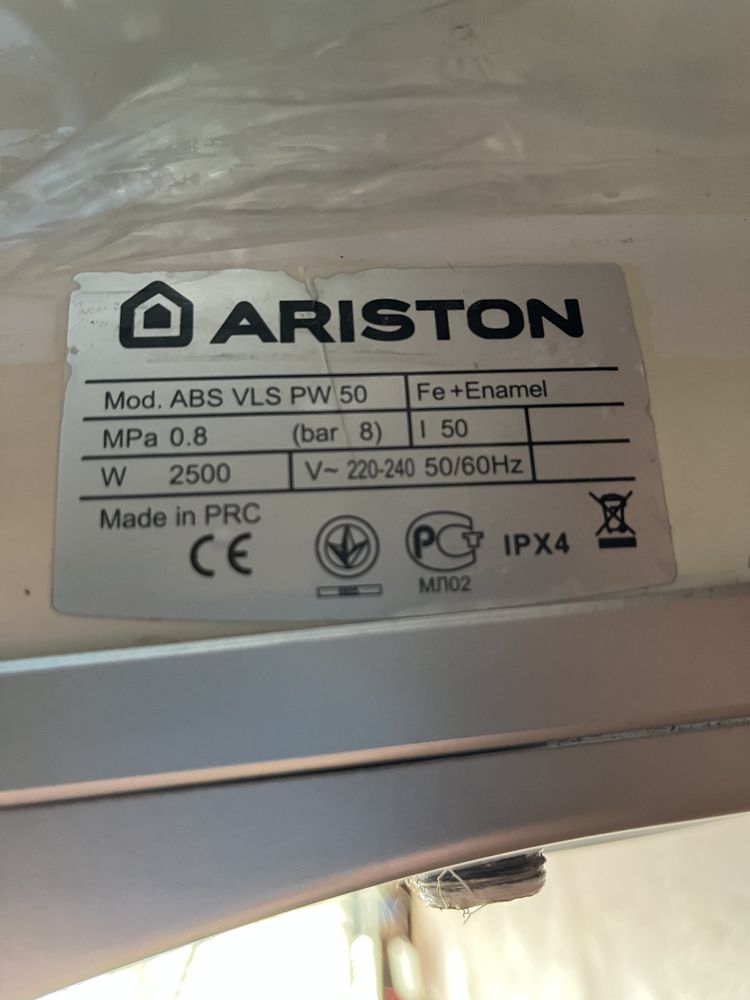 ARISTON
Mod. ABS VLS PW 50 Fe+Enamel
MPa 0.8 (bar 8) l 50
W 2500 V~ 220-240 50/60Hz
Made in PRC
CE PCT IPX4
МЛ02